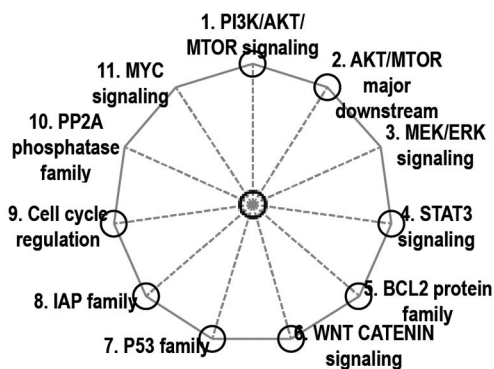 1. PI3K/AKT/
MTOR signaling
2. AKT/MTOR
major
downstream
3. MEK/ERK
signaling
4. STAT3
signaling
5. BCL2 protein
family
6. WNT CATENIN
signaling
7. P53 family
8. IAP family
9. Cell cycle
regulation
10. PP2A
phosphatase
family
11. MYC
signaling